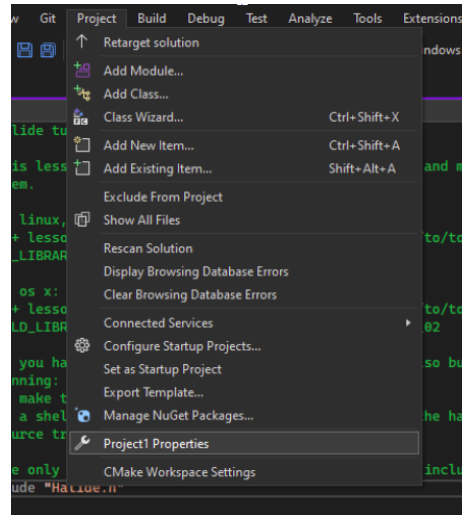 Git Project Build Debug Test Analyze Tools Extensions
Retarget solution
Add Module...
Add Class...
Class Wizard... Ctrl+Shift+X
Add New Item... Ctrl+Shift+A
Add Existing Item... Shift+Alt+A
Exclude From Project
Show All Files
Rescan Solution
Display Browsing Database Errors
Clear Browsing Database Errors
Connected Services
Configure Startup Projects...
Set as Startup Project
Export Template...
Manage NuGet Packages...
Project1 Properties
CMake Workspace Settings
ndows
lide tu
is less and m
em.
linux,
+ lesso to/to
_LIBRAR
os x:
+ lesso to/to
LD_LIBR 02
you ha so bu
nning:
make t
a shel he ha
urce tr
e only inclu
ude "Halide.h"